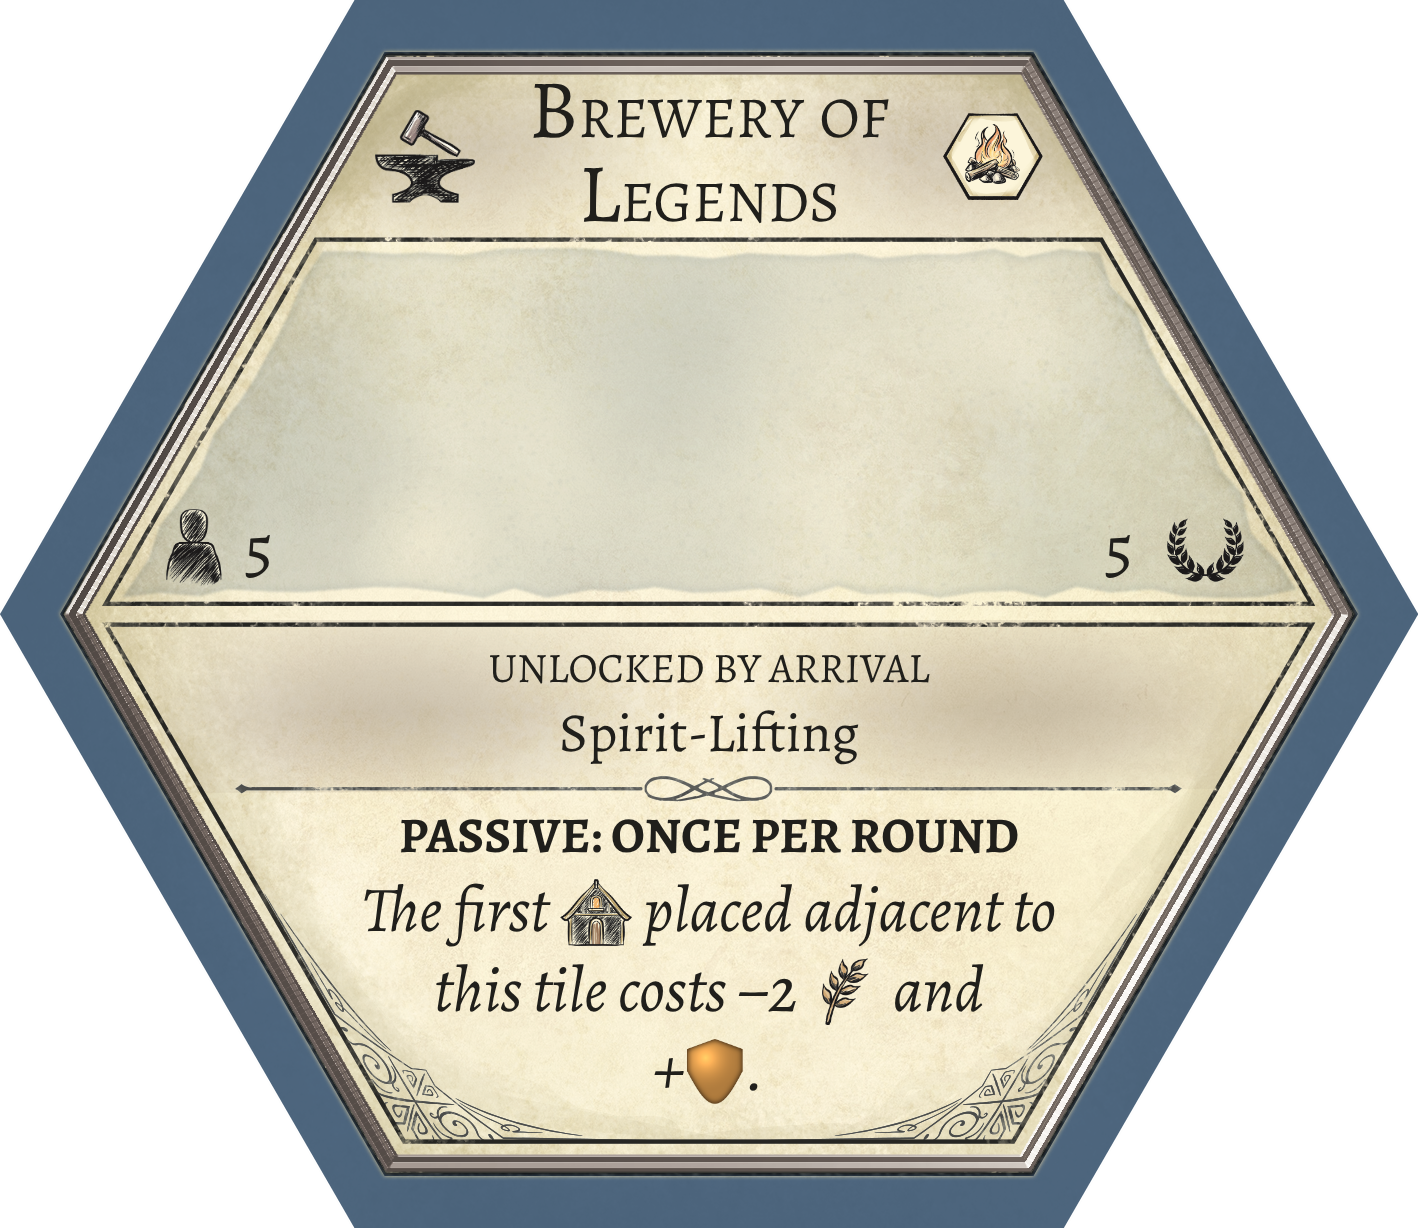 Brewery of
Legends
5
5
UNLOCKED BY ARRIVAL
Spirit-Lifting
PASSIVE: ONCE PER ROUND
The first placed adjacent to
this tile costs –2 and
+.